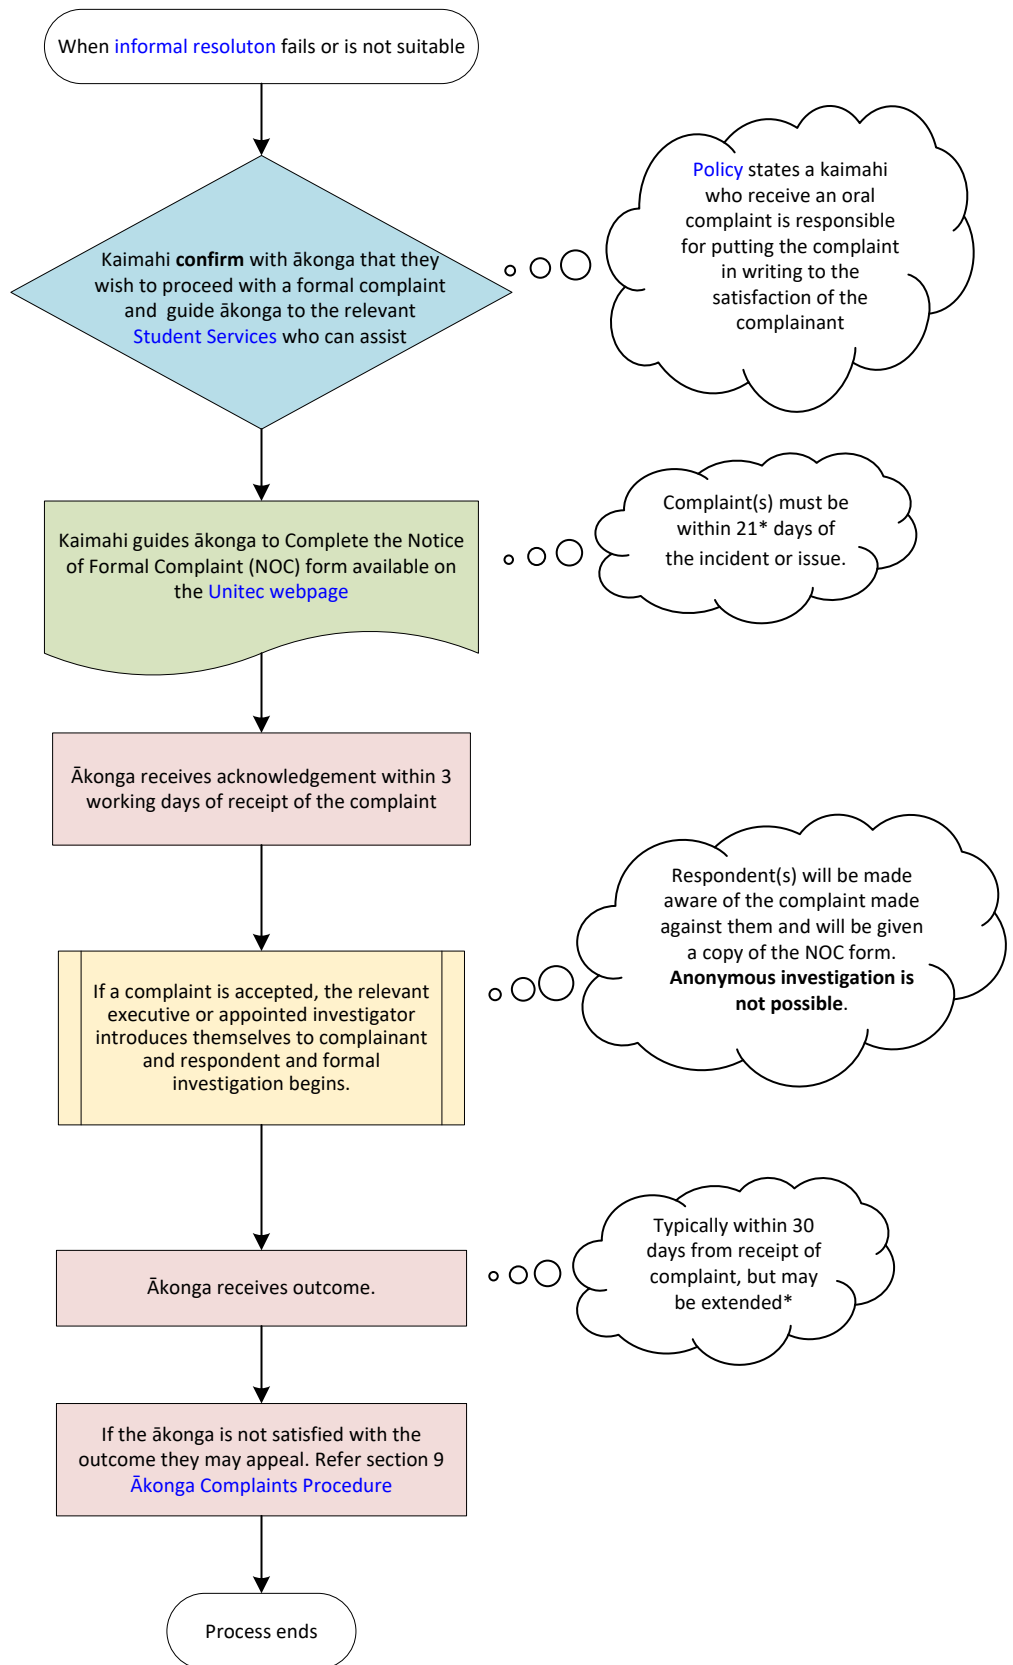 When informal resoluton fails or is not suitable
Policy states a kaimahi
who receive an oral
complaint is responsible
for putting the complaint
in writing to the
satisfaction of the
complainant
Kaimahi confirm with ākonga that they
wish to proceed with a formal complaint
and guide ākonga to the relevant
Student Services who can assist
Complaint(s) must be
within 21* days of
the incident or issue.
Kaimahi guides ākonga to Complete the Notice
of Formal Complaint (NOC) form available on
the Unitec webpage
Ākonga receives acknowledgement within 3
working days of receipt of the complaint
Respondent(s) will be made
aware of the complaint made
against them and will be given
a copy of the NOC form.
Anonymous investigation is
not possible.
If a complaint is accepted, the relevant
executive or appointed investigator
introduces themselves to complainant
and respondent and formal
investigation begins.
Typically within 30
days from receipt of
complaint, but may
be extended*
Ākonga receives outcome.
If the ākonga is not satisfied with the
outcome they may appeal. Refer section 9
Ākonga Complaints Procedure
Process ends